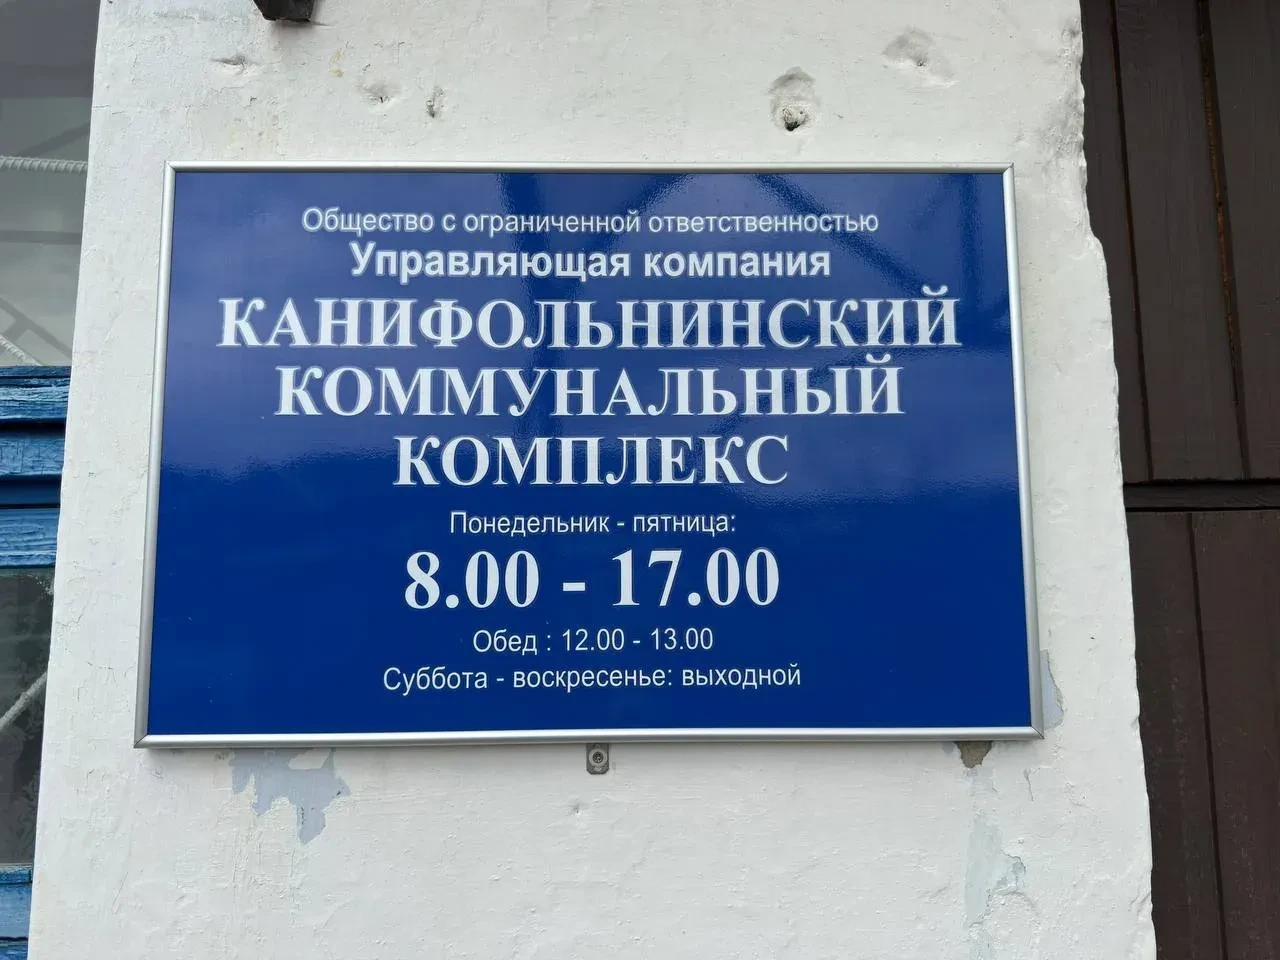 Общество с ограниченной ответственностью
Управляющая компания
КАНИФОЛЬНИНСКИЙ
КОММУНАЛЬНЫЙ
КОМПЛЕКС
Понедельник - пятница:
8.00 - 17.00
Обед : 12.00 - 13.00
Суббота - воскресенье: выходной